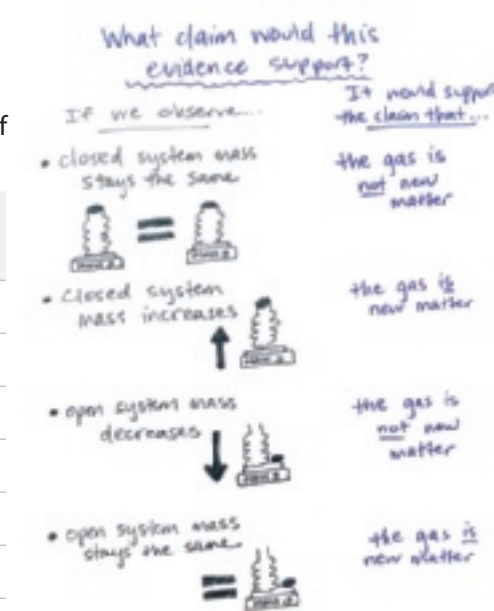 What claim would this
evidence support?
If we observe...
It would support
the claim that...
f
• closed system mass
stays the same
the gas is
not new
matter
• Closed system
mass increases
the gas is
new matter
• open system mass
decreases
the gas is
not new
matter
• open system mass
stays the same
the gas is
new matter